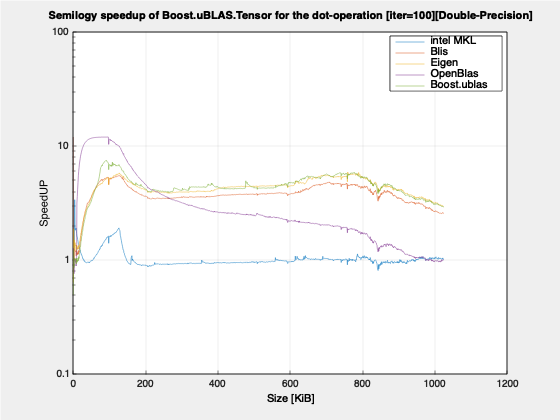 Semilogy speedup of Boost.uBLAS.Tensor for the dot-operation [iter=100][Double-Precision]
100
10
1
0.1
SpeedUP
intel MKL
Blis
Eigen
OpenBlas
Boost.ublas
0 200 400 600 800 1000 1200
Size [KiB]